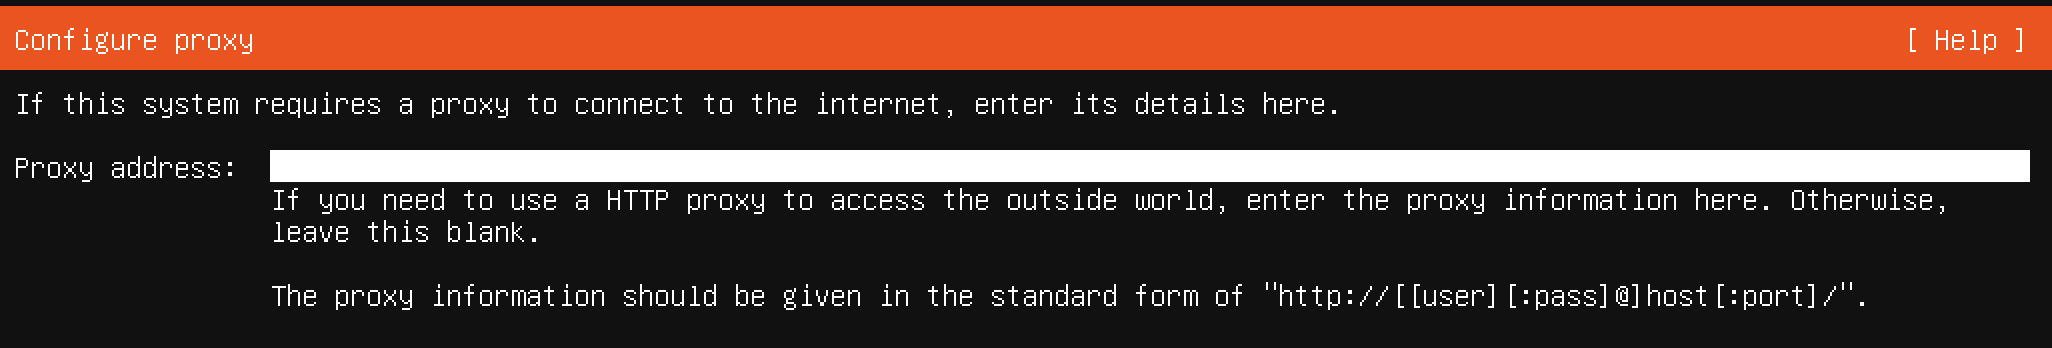 Configure proxy [ Help ]
If this system requires a proxy to connect to the internet, enter its details here.
Proxy address:
If you need to use a HTTP proxy to access the outside world, enter the proxy information here. Otherwise,
leave this blank.
The proxy information should be given in the standard form of "http://[[user][:pass]@]host[:port]/".